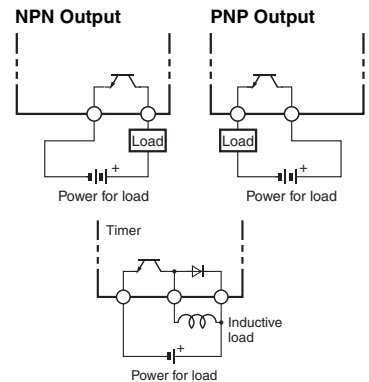 NPN Output
PNP Output
Load
Load
+
+
Power for load
Power for load
Timer
Inductive
load
+
Power for load